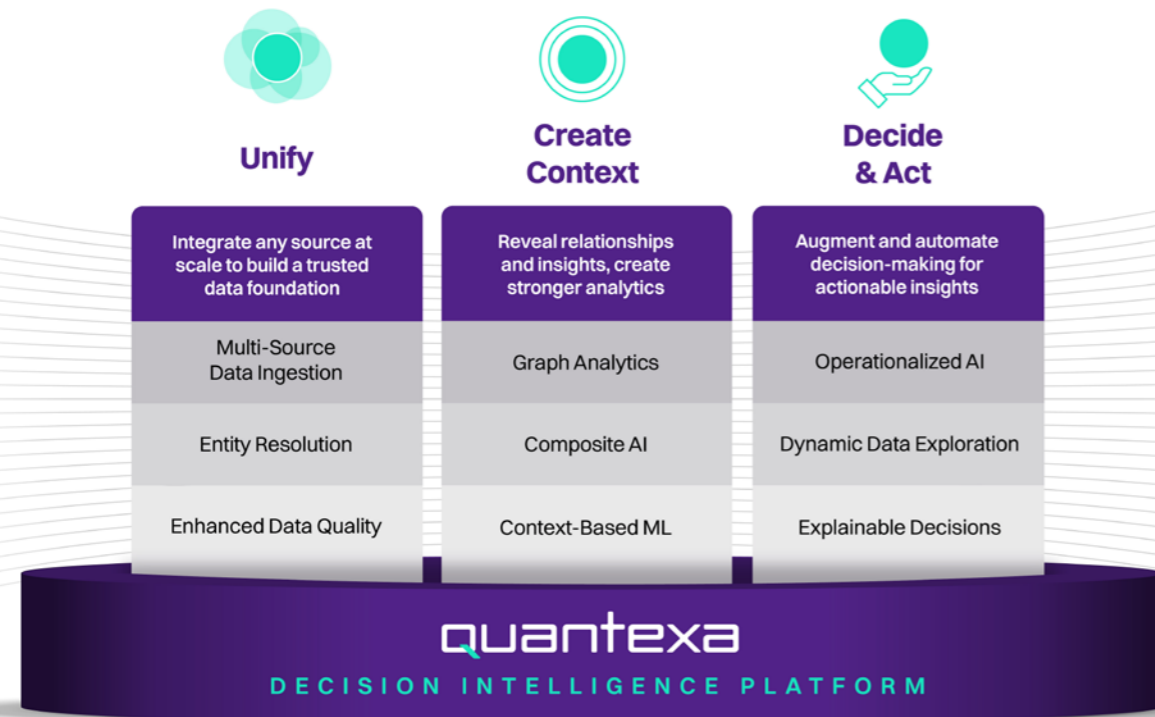 Unify
Integrate any source at
scale to build a trusted
data foundation
Multi-Source
Data Ingestion
Entity Resolution
Enhanced Data Quality
Create
Context
Reveal relationships
and insights, create
stronger analytics
Graph Analytics
Composite AI
Context-Based ML
Decide
& Act
Augment and automate
decision-making for
actionable insights
Operationalized AI
Dynamic Data Exploration
Explainable Decisions
quantexa
DECISION INTELLIGENCE PLATFORM